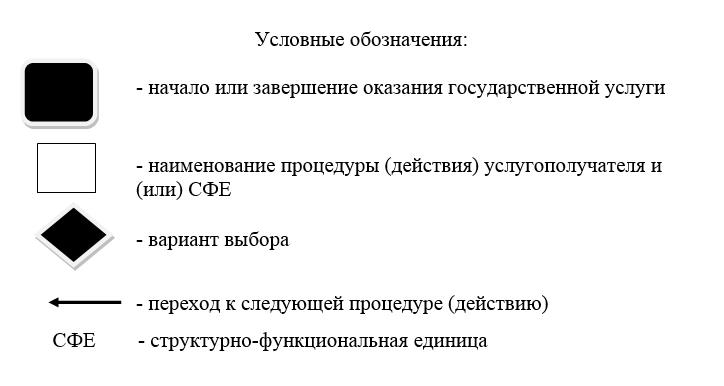 Условные обозначения:
- начало или завершение оказания государственной услуги
- наименование процедуры (действия) услугополучателя и
(или) СФЕ
- вариант выбора
- переход к следующей процедуре (действию)
СФЕ - структурно-функциональная единица